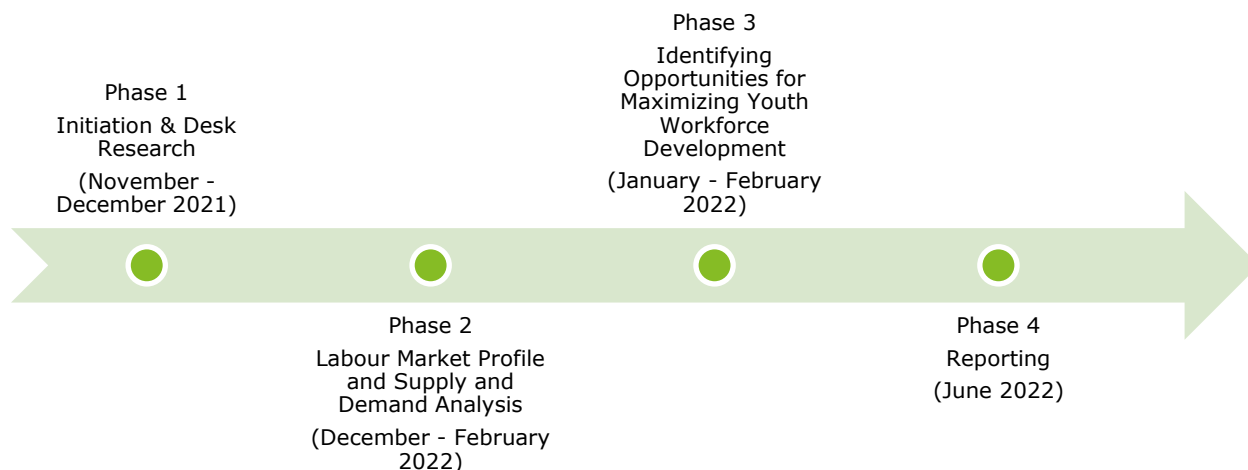 Phase 1
Initiation & Desk
Research
(November -
December 2021)
Phase 2
Labour Market Profile
and Supply and
Demand Analysis
(December - February
2022)
Phase 3
Identifying
Opportunities for
Maximizing Youth
Workforce
Development
(January - February
2022)
Phase 4
Reporting
(June 2022)